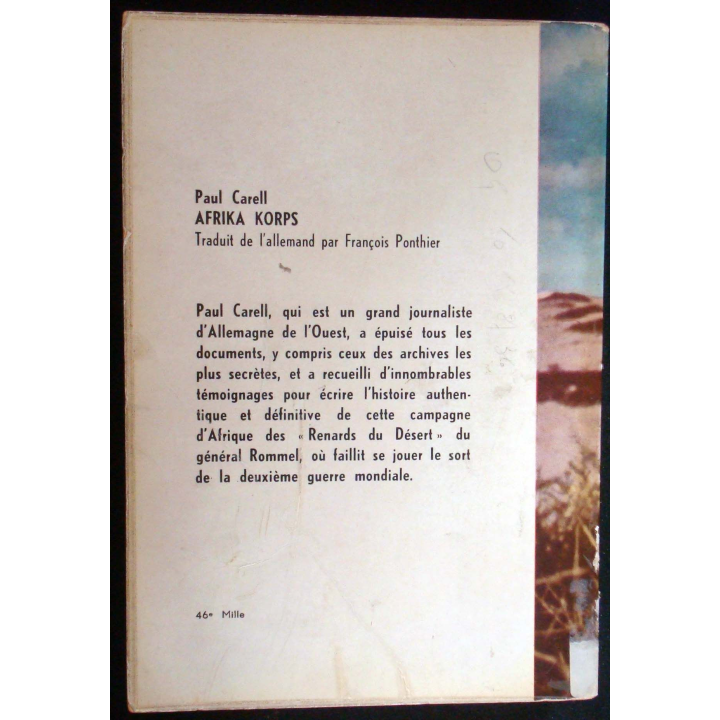 Paul Carell
AFRIKA KORPS
Traduit de l'allemand par François Ponthier
Paul Carell, qui est un grand journaliste
d'Allemagne de l'Ouest, a épuisé tous les
documents, y compris ceux des archives les
plus secrètes, et a recueilli d'innombrables
témoignages pour écrire l'histoire authen-
tique et définitive de cette campagne
d'Afrique des « Renards du Désert » du
général Rommel, où faillit se jouer le sort
de la deuxième guerre mondiale.
46e Mille